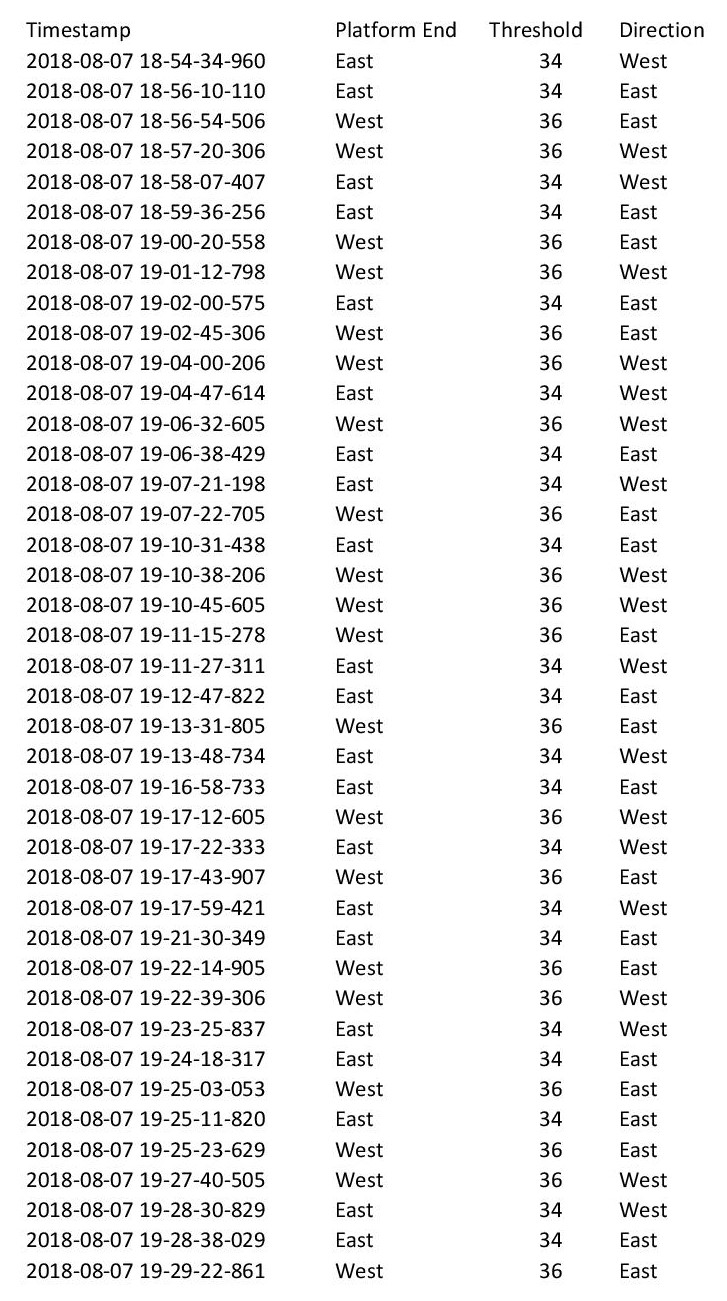 Timestamp Platform End Threshold Direction
2018-08-07 18-54-34-960 East 34 West
2018-08-07 18-56-10-110 East 34 East
2018-08-07 18-56-54-506 West 36 East
2018-08-07 18-57-20-306 West 36 West
2018-08-07 18-58-07-407 East 34 West
2018-08-07 18-59-36-256 East 34 East
2018-08-07 19-00-20-558 West 36 East
2018-08-07 19-01-12-798 West 36 West
2018-08-07 19-02-00-575 East 34 East
2018-08-07 19-02-45-306 West 36 East
2018-08-07 19-04-00-206 West 36 West
2018-08-07 19-04-47-614 East 34 West
2018-08-07 19-06-32-605 West 36 West
2018-08-07 19-06-38-429 East 34 East
2018-08-07 19-07-21-198 East 34 West
2018-08-07 19-07-22-705 West 36 East
2018-08-07 19-10-31-438 East 34 East
2018-08-07 19-10-38-206 West 36 West
2018-08-07 19-10-45-605 West 36 West
2018-08-07 19-11-15-278 West 36 East
2018-08-07 19-11-27-311 East 34 West
2018-08-07 19-12-47-822 East 34 East
2018-08-07 19-13-31-805 West 36 East
2018-08-07 19-13-48-734 East 34 West
2018-08-07 19-16-58-733 East 34 East
2018-08-07 19-17-12-605 West 36 West
2018-08-07 19-17-22-333 East 34 West
2018-08-07 19-17-43-907 West 36 East
2018-08-07 19-17-59-421 East 34 West
2018-08-07 19-21-30-349 East 34 East
2018-08-07 19-22-14-905 West 36 East
2018-08-07 19-22-39-306 West 36 West
2018-08-07 19-23-25-837 East 34 West
2018-08-07 19-24-18-317 East 34 East
2018-08-07 19-25-03-053 West 36 East
2018-08-07 19-25-11-820 East 34 East
2018-08-07 19-25-23-629 West 36 East
2018-08-07 19-27-40-505 West 36 West
2018-08-07 19-28-30-829 East 34 West
2018-08-07 19-28-38-029 East 34 East
2018-08-07 19-29-22-861 West 36 East